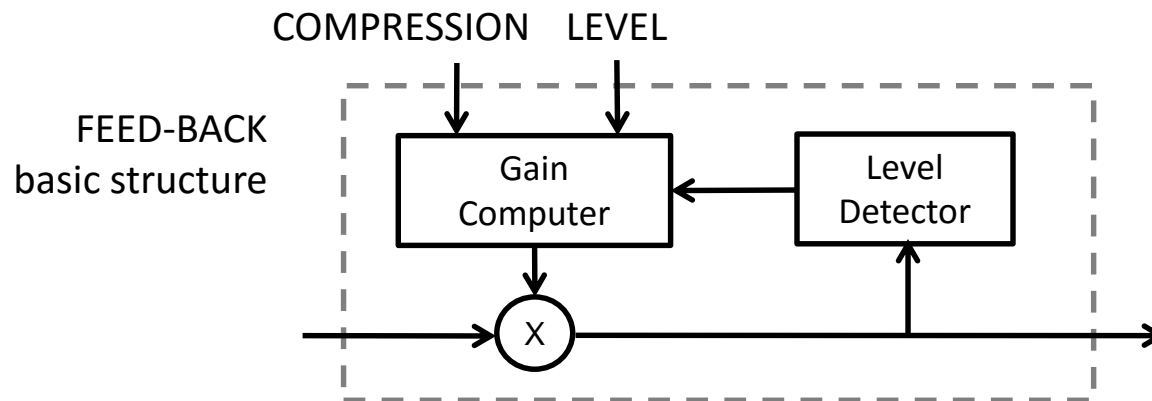 COMPRESSION LEVEL
FEED-BACK
basic structure
Gain
Computer
Level
Detector
X